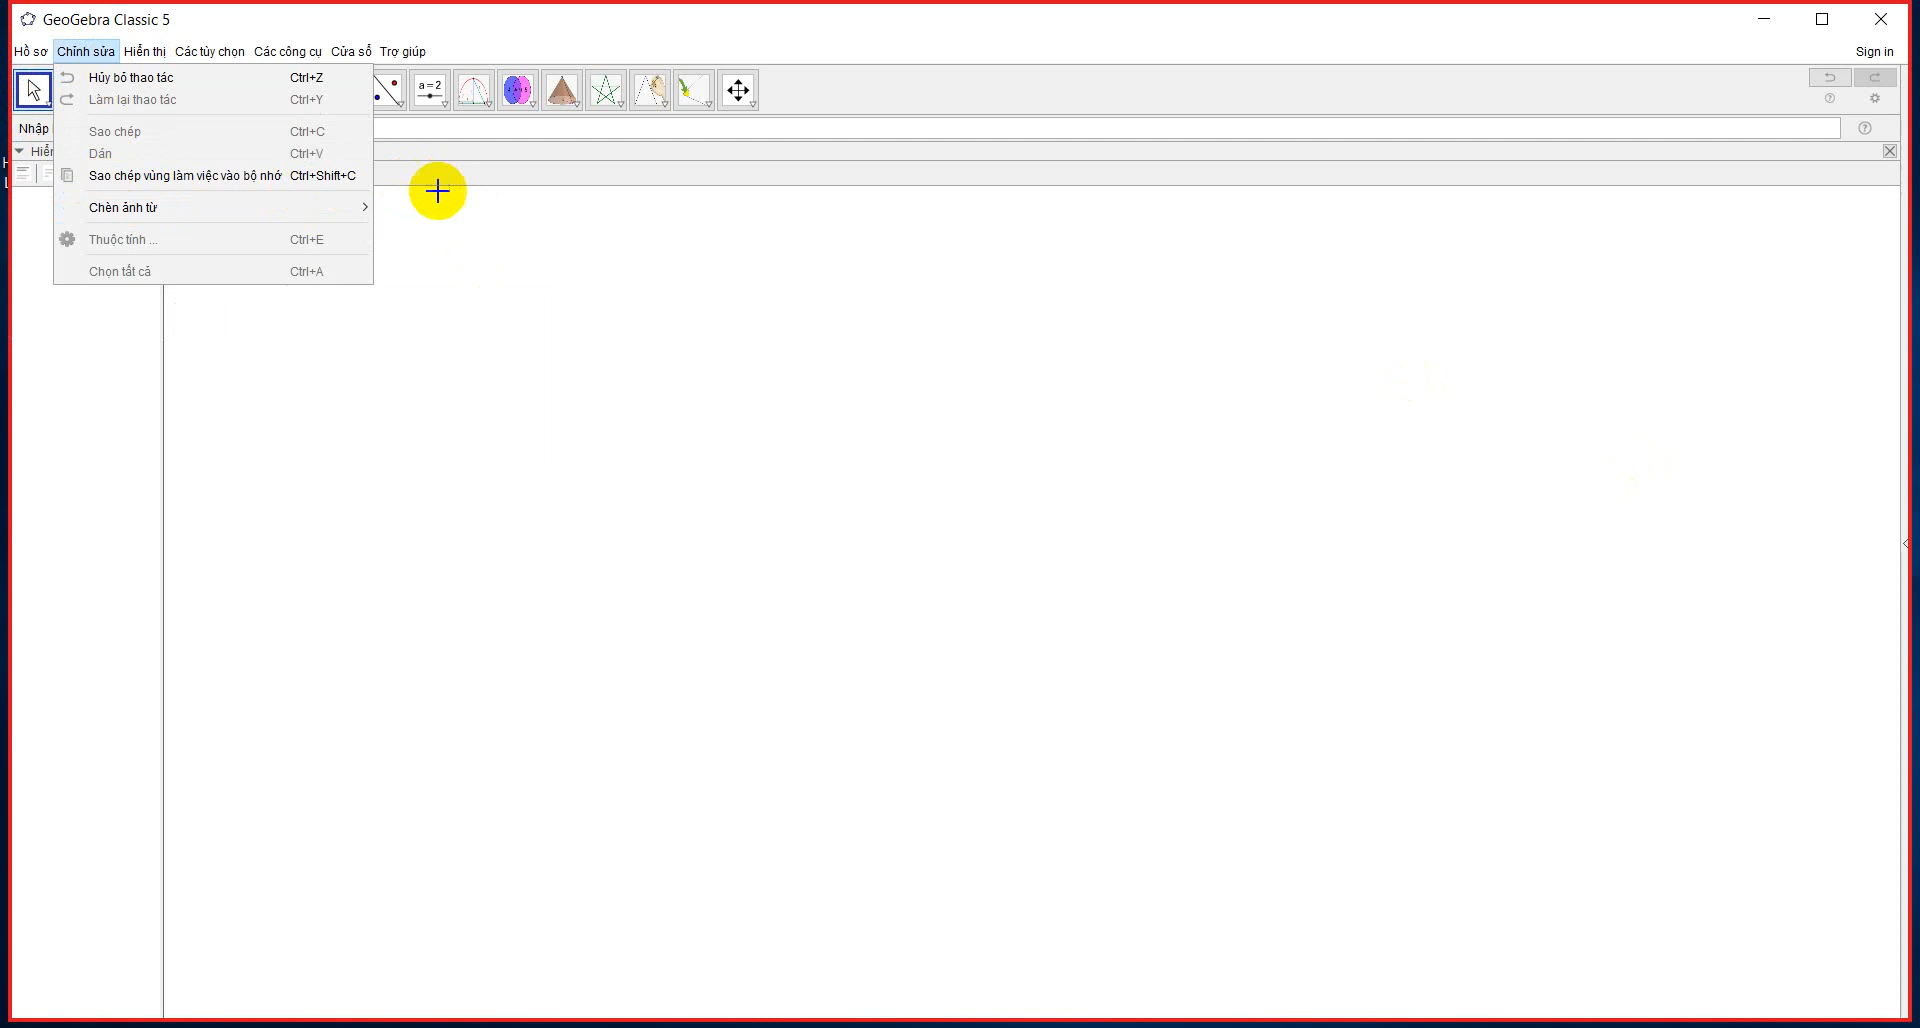 GeoGebra Classic 5
Hồ sơ Chỉnh sửa Hiển thị Các tùy chọn Các công cụ Cửa sổ Trợ giúp Sign in
Hủy bỏ thao tác Ctrl+Z
a=2
Làm lại thao tác Ctrl+Y
Nhập
Sao chép Ctrl+C
Dán Ctrl+V
Sao chép vùng làm việc vào bộ nhớ Ctrl+Shift+C
Chèn ảnh từ
Thuộc tính ... Ctrl+E
Chọn tất cả Ctrl+A